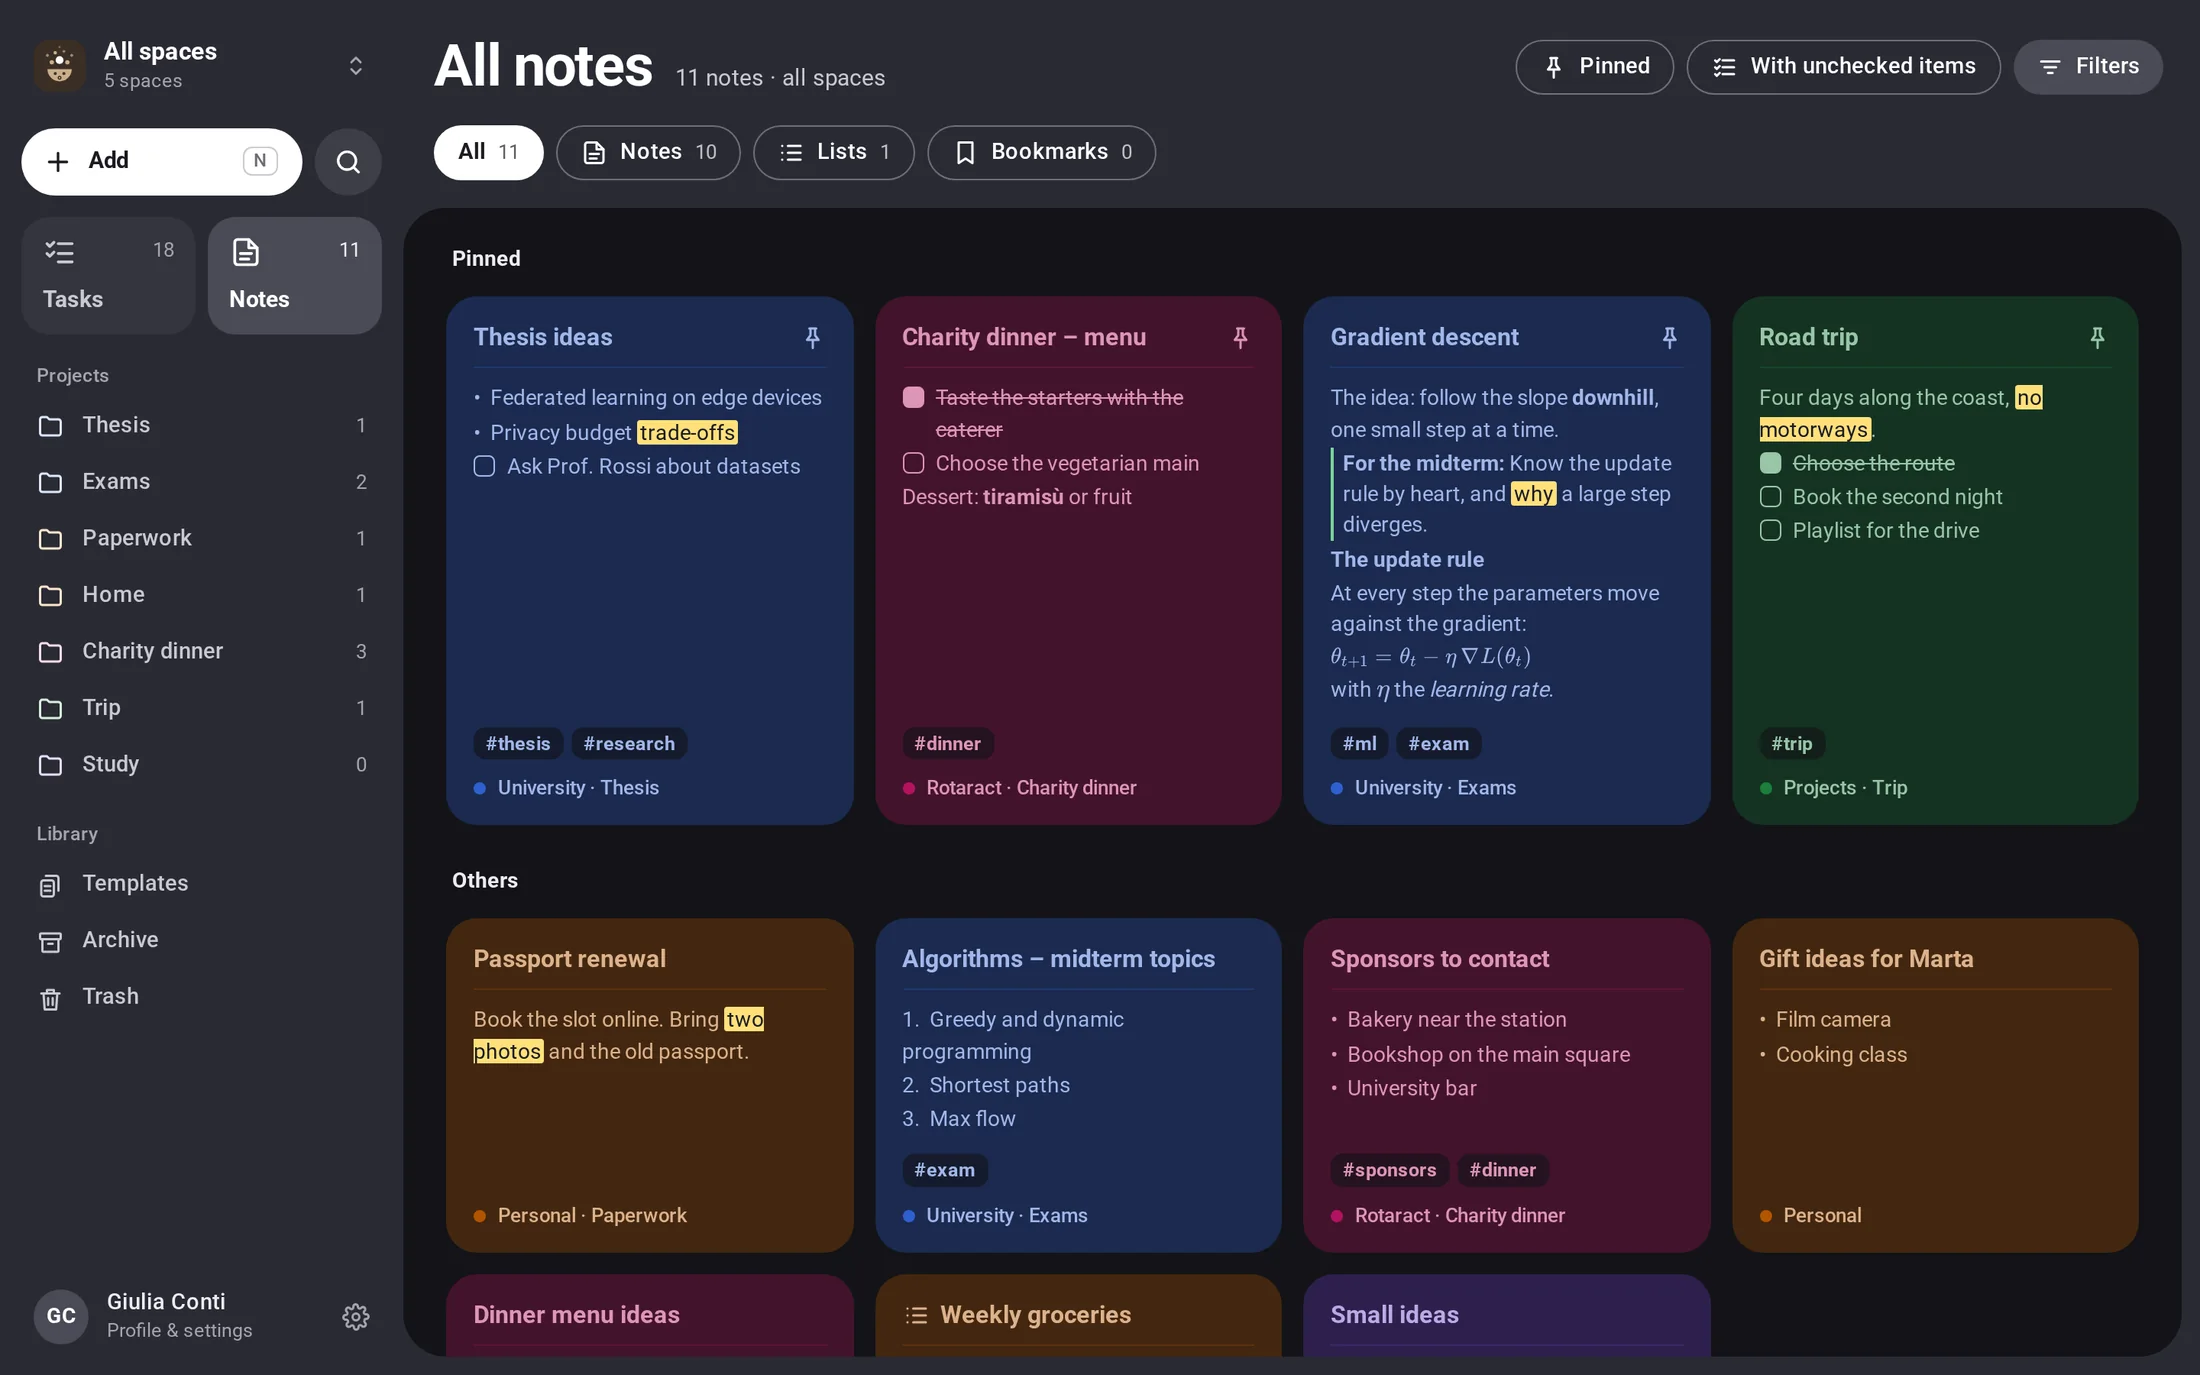 All spaces
5 spaces
Add N
18
Tasks
11
Notes
Projects
Thesis 1
Exams 2
Paperwork 1
Home 1
Charity dinner 3
Trip 1
Study 0
Library
Templates
Archive
Trash
GC
Giulia Conti
Profile & settings
All notes 11 notes · all spaces
Pinned
With unchecked items
Filters
All 11
Notes 10
Lists 1
Bookmarks 0
Pinned
Thesis ideas
• Federated learning on edge devices
• Privacy budget trade-offs
Ask Prof. Rossi about datasets
#thesis #research
University · Thesis
Charity dinner – menu
Taste the starters with the
caterer
Choose the vegetarian main
Dessert: tiramisù or fruit
#dinner
Rotaract · Charity dinner
Gradient descent
The idea: follow the slope downhill,
one small step at a time.
For the midterm: Know the update
rule by heart, and why a large step
diverges.
The update rule
At every step the parameters move
against the gradient:
θₜ₊₁ = θₜ − η ∇L(θₜ)
with η the learning rate.
#ml #exam
University · Exams
Road trip
Four days along the coast, no
motorways.
Choose the route
Book the second night
Playlist for the drive
#trip
Projects · Trip
Others
Passport renewal
Book the slot online. Bring two
photos and the old passport.
Personal · Paperwork
Algorithms – midterm topics
1. Greedy and dynamic
programming
2. Shortest paths
3. Max flow
#exam
University · Exams
Sponsors to contact
• Bakery near the station
• Bookshop on the main square
• University bar
#sponsors #dinner
Rotaract · Charity dinner
Gift ideas for Marta
• Film camera
• Cooking class
Personal
Dinner menu ideas
Weekly groceries
Small ideas